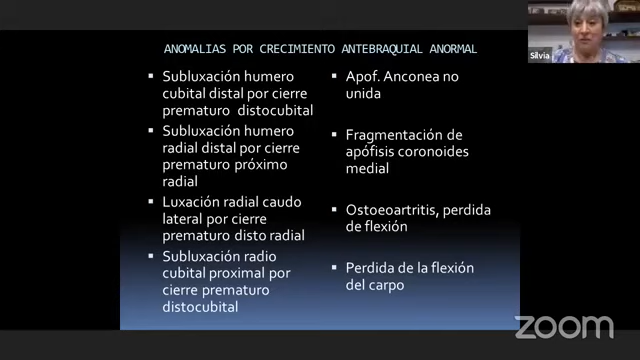 ANOMALIAS POR CRECIMIENTO ANTEBRAQUIAL ANORMAL
Subluxación humero
cubital distal por cierre
prematuro distocubital
Subluxación humero
radial distal por cierre
prematuro próximo
radial
Luxación radial caudo
lateral por cierre
prematuro disto radial
Subluxación radio
cubital proximal por
cierre prematuro
distocubital
Apof. Anconea no
unida
Fragmentación de
apófisis coronoides
medial
Ostoeoartritis, perdida
de flexión
Perdida de la flexión
del carpo
Silvia
zoom